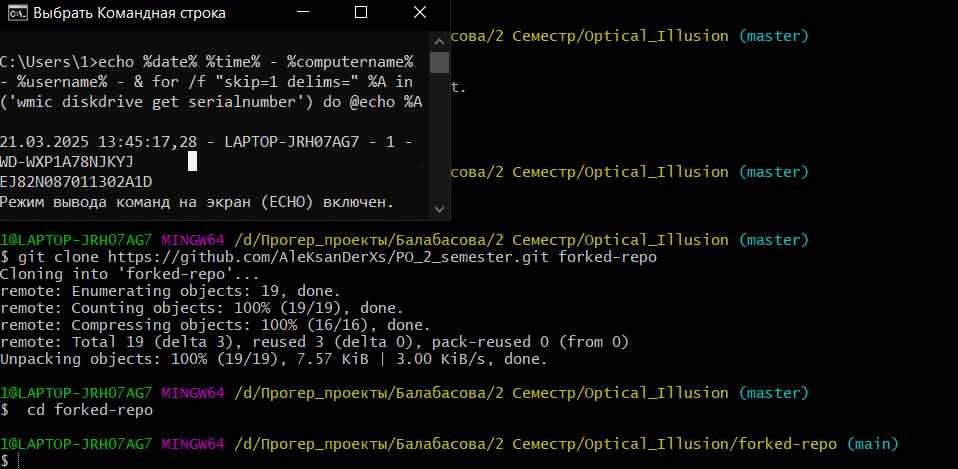 Выбрать Командная строка
C:\Users\1>echo %date% %time% - %computername%
- %username% - & for /f "skip=1 delims=" %A in
('wmic diskdrive get serialnumber') do @echo %A
21.03.2025 13:45:17,28 - LAPTOP-JRH07AG7 - 1 -
WD-WXP1A78NJKYJ
EJ82N087011302A1D
Режим вывода команд на экран (ECHO) включен.
сова/2 Семестр/Optical_Illusion (master)
t.
сова/2 Семестр/Optical_Illusion (master)
1@LAPTOP-JRH07AG7 MINGW64 /d/Прогер_проекты/Балабасова/2 Семестр/Optical_Illusion (master)
$ git clone https://github.com/AleKsanDerXs/PO_2_semester.git forked-repo
Cloning into 'forked-repo'...
remote: Enumerating objects: 19, done.
remote: Counting objects: 100% (19/19), done.
remote: Compressing objects: 100% (16/16), done.
remote: Total 19 (delta 3), reused 3 (delta 0), pack-reused 0 (from 0)
Unpacking objects: 100% (19/19), 7.57 KiB | 3.00 KiB/s, done.
1@LAPTOP-JRH07AG7 MINGW64 /d/Прогер_проекты/Балабасова/2 Семестр/Optical_Illusion (master)
$  cd forked-repo
1@LAPTOP-JRH07AG7 MINGW64 /d/Прогер_проекты/Балабасова/2 Семестр/Optical_Illusion/forked-repo (main)
$